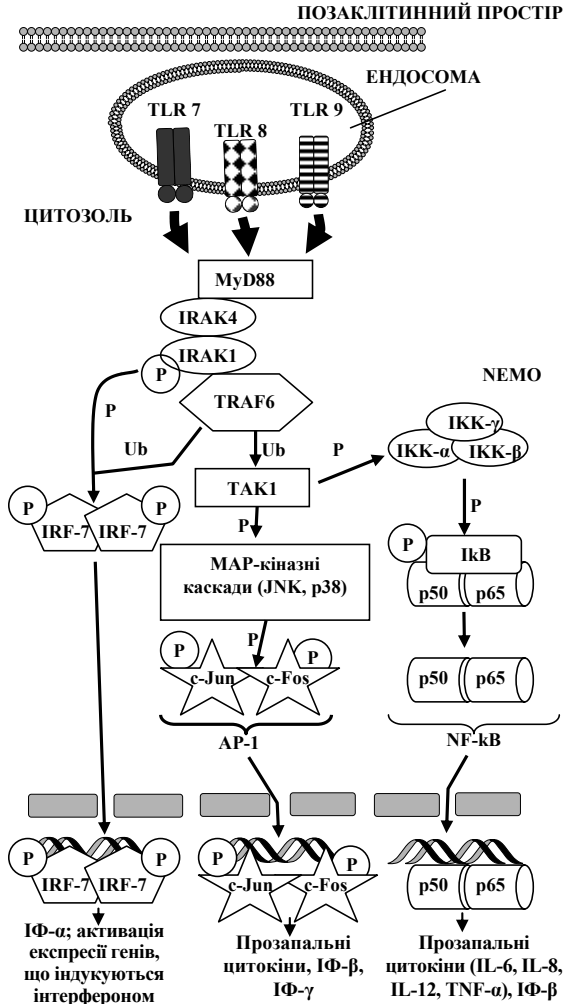 ПОЗАКЛІТИННИЙ ПРОСТІР
ЕНДОСОМА
TLR 7
TLR 8
TLR 9
ЦИТОЗОЛЬ
MyD88
IRAK4
IRAK1
P
TRAF6
NEMO
P
Ub
Ub
P
IKK-γ
IKK-α
IKK-β
TAK1
P
P
IRF-7
IRF-7
P
P
P
IkB
p50
p65
МАР-кіназні
каскади (JNK, p38)
P
P
P
c-Jun
c-Fos
p50
p65
AP-1
NF-kB
P
P
IRF-7
IRF-7
P
P
c-Jun
c-Fos
p50
p65
ІФ-α; активація
експресії генів,
що індукуються
інтерфероном
Прозапальні
цитокіни, ІФ-β,
ІФ-γ
Прозапальні
цитокіни (IL-6, IL-8,
IL-12, TNF-α), ІФ-β